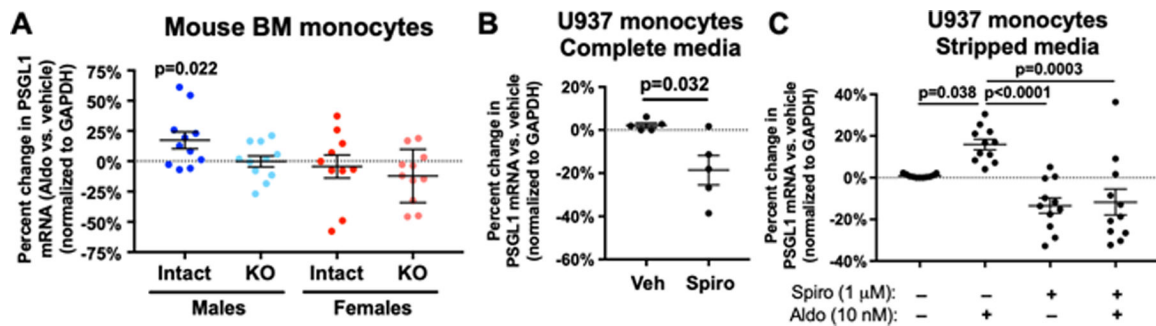 A
Mouse BM monocytes
Percent change in PSGL1
mRNA (Aldo vs. vehicle)
(normalized to GAPDH)
75%
50%
25%
0%
-25%
-50%
-75%
p=0.022
Intact
KO
Intact
KO
Males
Females
B
U937 monocytes
Complete media
Percent change in
PSGL1 mRNA vs. vehicle
(normalized to GAPDH)
20%
0%
-20%
-40%
-60%
p=0.032
Veh
Spiro
C
U937 monocytes
Stripped media
Percent change in
PSGL1 mRNA vs. vehicle
(normalized to GAPDH)
40%
20%
0%
-20%
-40%
p=0.0003
p=0.038
p<0.0001
Spiro (1 μM): – – + +
Aldo (10 nM): – + – +